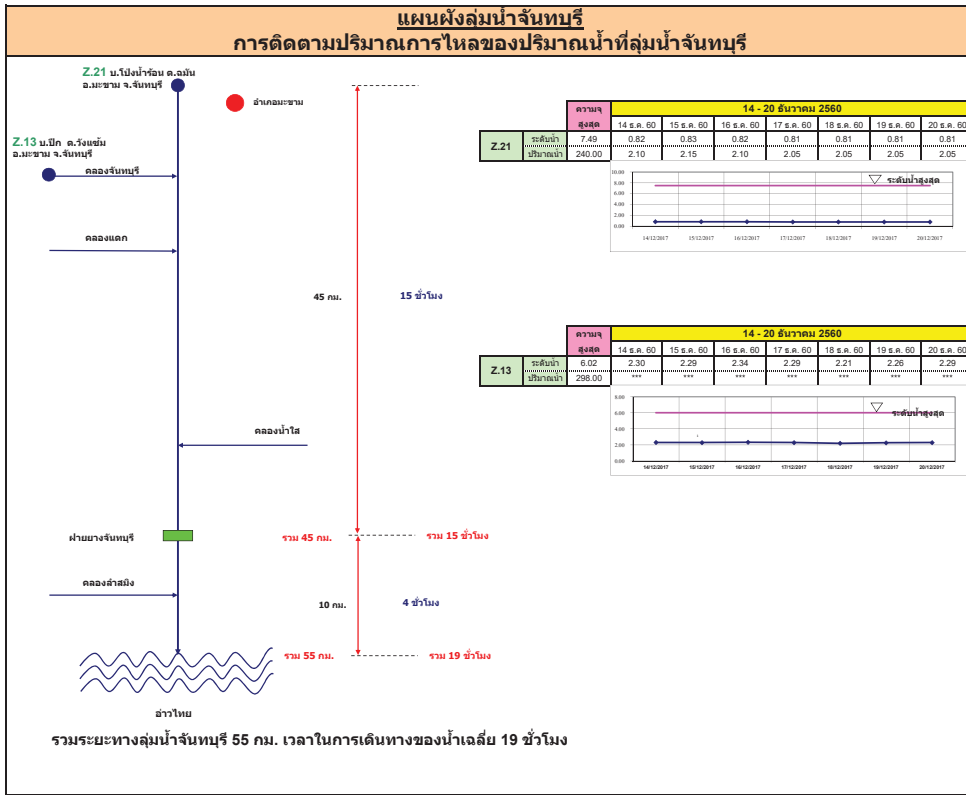 แผนผังลุ่มน้ำจันทบุรี
การติดตามปริมาณการไหลของปริมาณน้ำที่ลุ่มน้ำจันทบุรี
Z.21 บ.โป่งน้ำร้อน ต.ฉมัน
อ.มะขาม จ.จันทบุรี
อำเภอมะขาม
Z.13 บ.ปึก ต.วังแซ้ม
อ.มะขาม จ.จันทบุรี
คลองจันทบุรี
คลองแตก
45 กม.
15 ชั่วโมง
คลองน้ำใส
ฝายยางจันทบุรี
รวม 45 กม.
รวม 15 ชั่วโมง
คลองลำสมิง
10 กม.
4 ชั่วโมง
รวม 55 กม.
รวม 19 ชั่วโมง
อ่าวไทย
รวมระยะทางลุ่มน้ำจันทบุรี 55 กม. เวลาในการเดินทางของน้ำเฉลี่ย 19 ชั่วโมง
ความจุ 14 - 20 ธันวาคม 2560
สูงสุด 14 ธ.ค. 60 15 ธ.ค. 60 16 ธ.ค. 60 17 ธ.ค. 60 18 ธ.ค. 60 19 ธ.ค. 60 20 ธ.ค. 60
Z.21
ระดับน้ำ 7.49 0.82 0.83 0.82 0.81 0.81 0.81 0.81
ปริมาณน้ำ 240.00 2.10 2.15 2.10 2.05 2.05 2.05 2.05
10.00
8.00
6.00
4.00
2.00
0.00
ระดับน้ำสูงสุด
14/12/2017 15/12/2017 16/12/2017 17/12/2017 18/12/2017 19/12/2017 20/12/2017
ความจุ 14 - 20 ธันวาคม 2560
สูงสุด 14 ธ.ค. 60 15 ธ.ค. 60 16 ธ.ค. 60 17 ธ.ค. 60 18 ธ.ค. 60 19 ธ.ค. 60 20 ธ.ค. 60
Z.13
ระดับน้ำ 6.02 2.30 2.29 2.34 2.29 2.21 2.26 2.29
ปริมาณน้ำ 298.00 *** *** *** *** *** *** ***
8.00
6.00
4.00
2.00
0.00
ระดับน้ำสูงสุด
14/12/2017 15/12/2017 16/12/2017 17/12/2017 18/12/2017 19/12/2017 20/12/2017